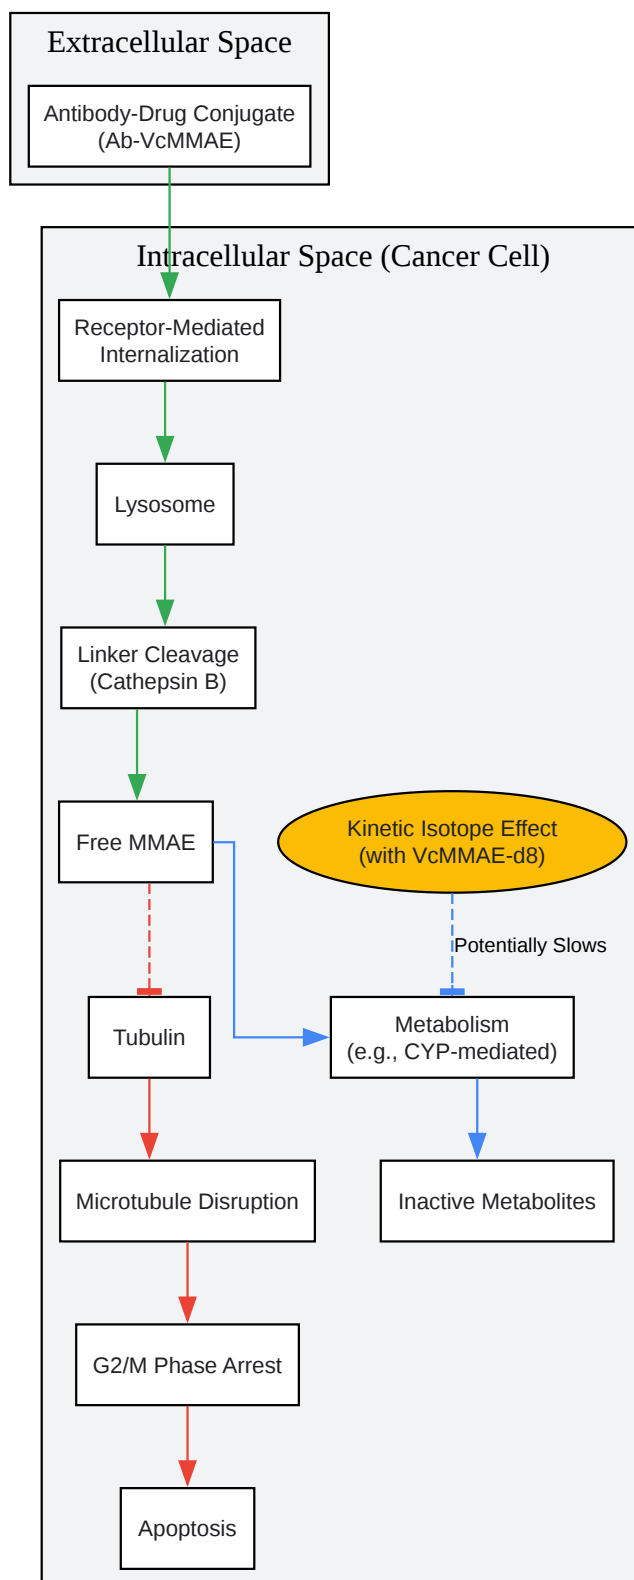 Extracellular Space
Antibody-Drug Conjugate
(Ab-VcMMAE)
Intracellular Space (Cancer Cell)
Receptor-Mediated
Internalization
Lysosome
Linker Cleavage
(Cathepsin B)
Free MMAE
Kinetic Isotope Effect
(with VcMMAE-d8)
Potentially Slows
Tubulin
Metabolism
(e.g., CYP-mediated)
Microtubule Disruption
Inactive Metabolites
G2/M Phase Arrest
Apoptosis